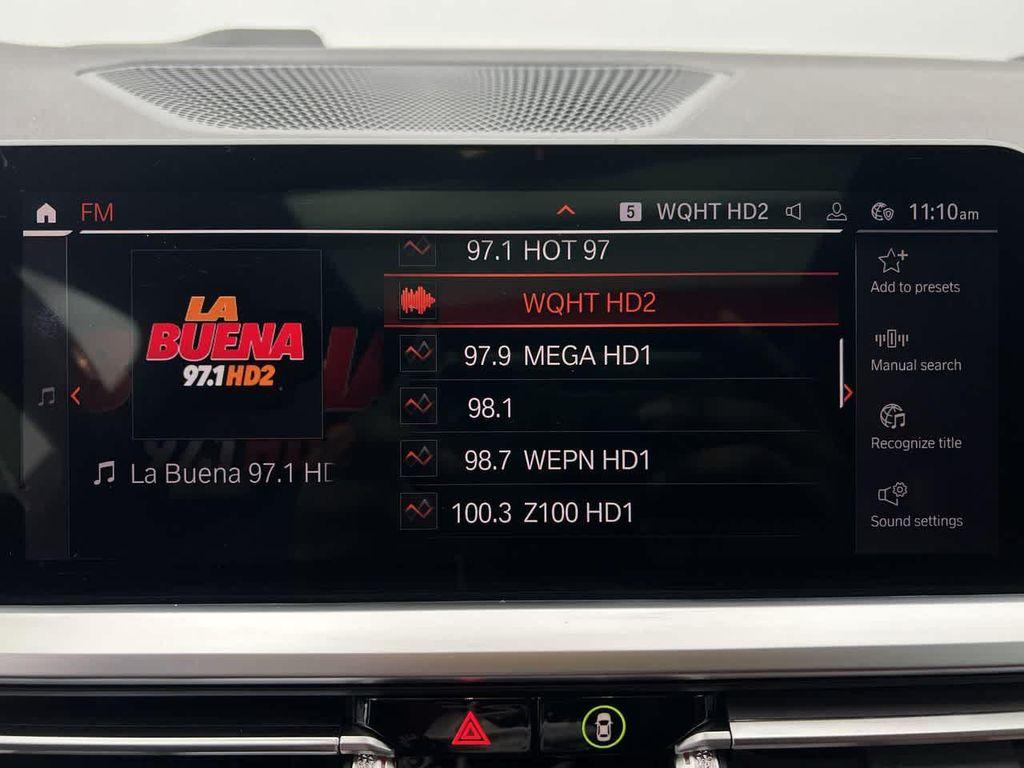 FM
5 WQHT HD2
11:10am
LA
BUENA
97.1HD2
La Buena 97.1 HD
97.1 HOT 97
WQHT HD2
97.9 MEGA HD1
98.1
98.7 WEPN HD1
100.3 Z100 HD1
Add to presets
Manual search
Recognize title
Sound settings